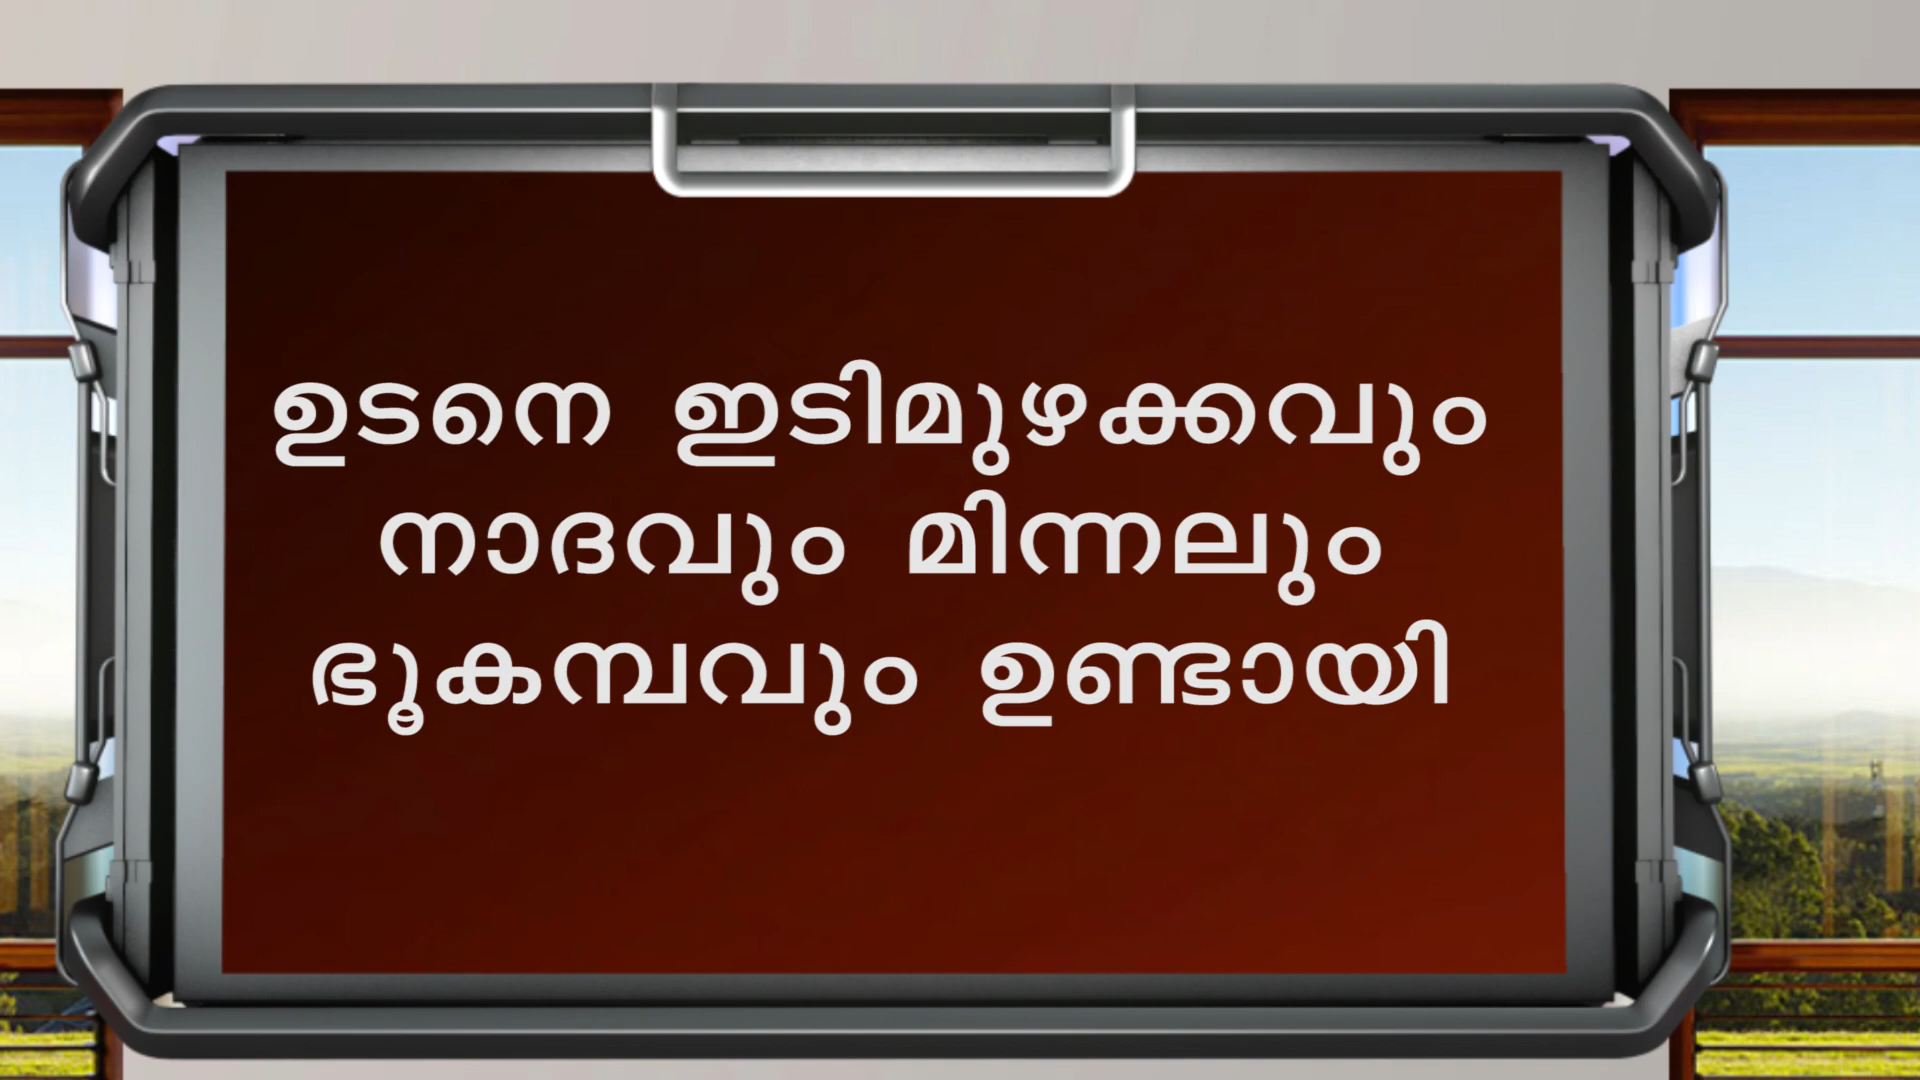 ഉടനെ ഇടിമുഴക്കവും
നാദവും മിന്നലും
ഭൂകമ്പവും ഉണ്ടായി